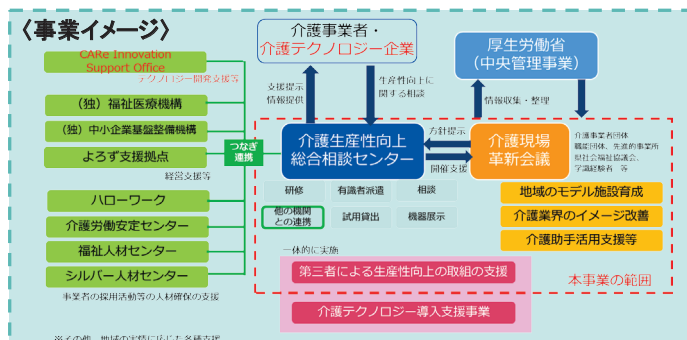 〈事業イメージ〉
CARe Innovation
Support Office
テクノロジー開発支援等
（独）福祉医療機構
（独）中小企業基盤整備機構
よろず支援拠点
経営支援等
ハローワーク
介護労働安定センター
福祉人材センター
シルバー人材センター
事業者の採用活動等の人材確保の支援
※その他、地域の実情に応じた各種支援
つなぎ
連携
介護事業者・
介護テクノロジー企業
支援提示
情報提供
生産性向上に
関する相談
厚生労働省
（中央管理事業）
情報収集・整理
介護生産性向上
総合相談センター
方針提示
開催支援
介護現場
革新会議
介護事業者団体
職能団体、先進的事業所
県社会福祉協議会、
学識経験者　等
研修
有識者派遣
相談
他の機関
との連携
試用貸出
機器展示
地域のモデル施設育成
介護業界のイメージ改善
介護助手活用支援等
一体的に実施
第三者による生産性向上の取組の支援
本事業の範囲
介護テクノロジー導入支援事業